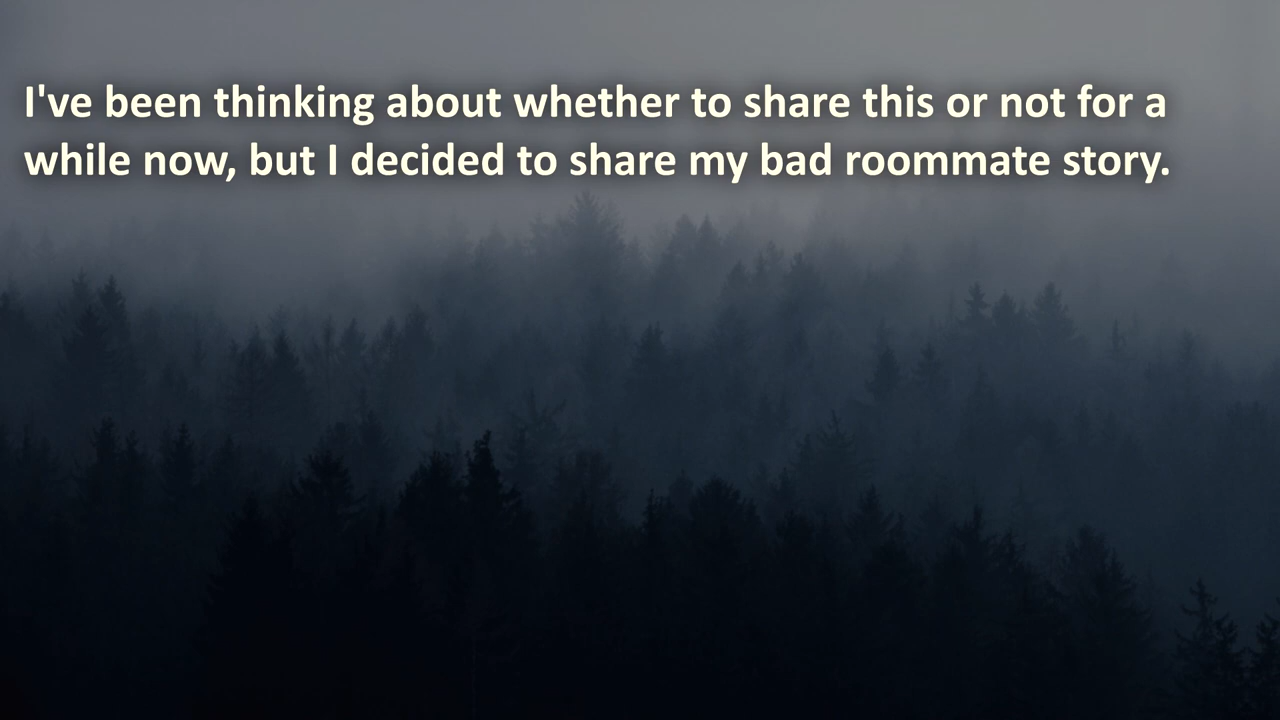 I've been thinking about whether to share this or not for a
while now, but I decided to share my bad roommate story.